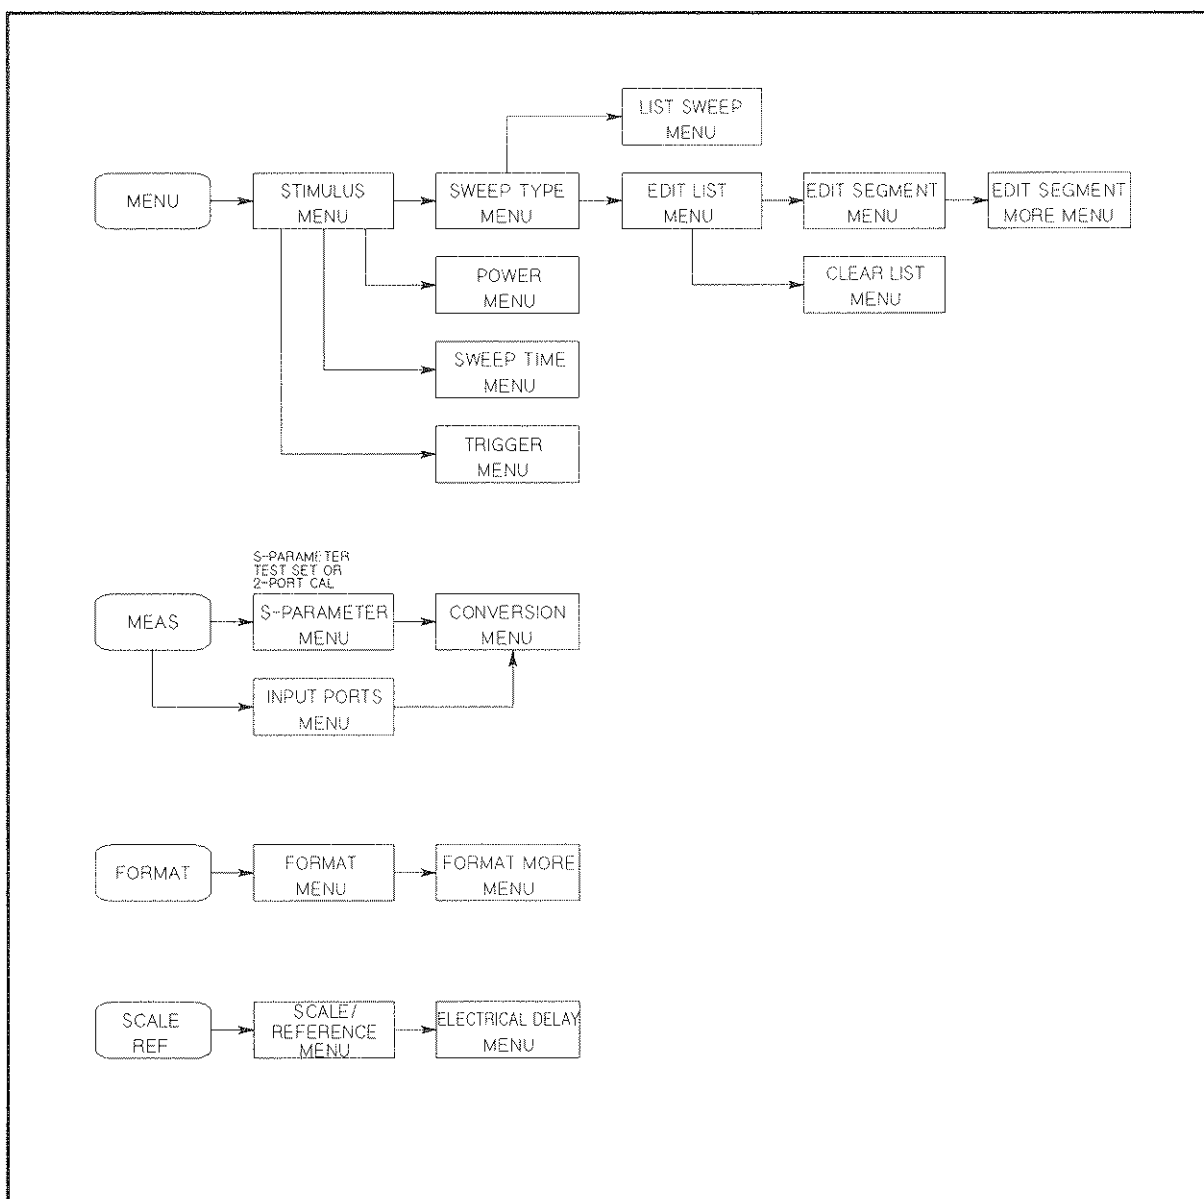 LIST SWEEP
MENU
MENU
STIMULUS
MENU
SWEEP TYPE
MENU
EDIT LIST
MENU
EDIT SEGMENT
MENU
EDIT SEGMENT
MORE MENU
POWER
MENU
CLEAR LIST
MENU
SWEEP TIME
MENU
TRIGGER
MENU
S-PARAMETER
TEST SET OR
2-PORT CAL
MEAS
S-PARAMETER
MENU
CONVERSION
MENU
INPUT PORTS
MENU
FORMAT
FORMAT
MENU
FORMAT MORE
MENU
SCALE
REF
SCALE/
REFERENCE
MENU
ELECTRICAL DELAY
MENU